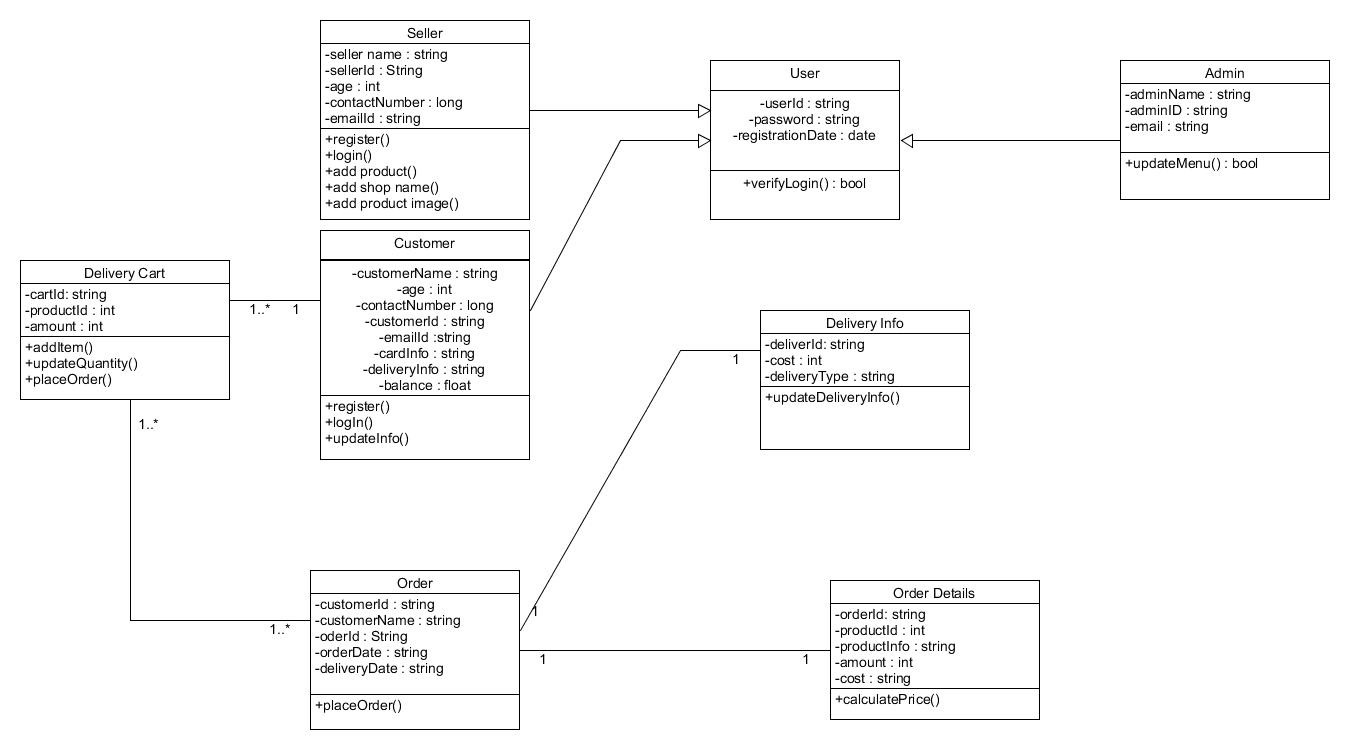 Seller
-seller name : string
-sellerId : String
-age : int
-contactNumber : long
-emailId : string
+register()
+login()
+add product()
+add shop name()
+add product image()
User
-userId : string
-password : string
-registrationDate : date
+verifyLogin() : bool
Admin
-adminName : string
-adminID : string
-email : string
+updateMenu() : bool
Customer
-customerName : string
-age : int
-contactNumber : long
-customerId : string
-emailId :string
-cardInfo : string
-deliveryInfo : string
-balance : float
+register()
+logIn()
+updateInfo()
Delivery Cart
-cartId: string
-productId : int
-amount : int
+addItem()
+updateQuantity()
+placeOrder()
1..*
1
1..*
1..*
Delivery Info
-deliverId: string
-cost : int
-deliveryType : string
+updateDeliveryInfo()
1
Order
-customerId : string
-customerName : string
-oderId : String
-orderDate : string
-deliveryDate : string
+placeOrder()
1
1
1
Order Details
-orderId: string
-productId : int
-productInfo : string
-amount : int
-cost : string
+calculatePrice()